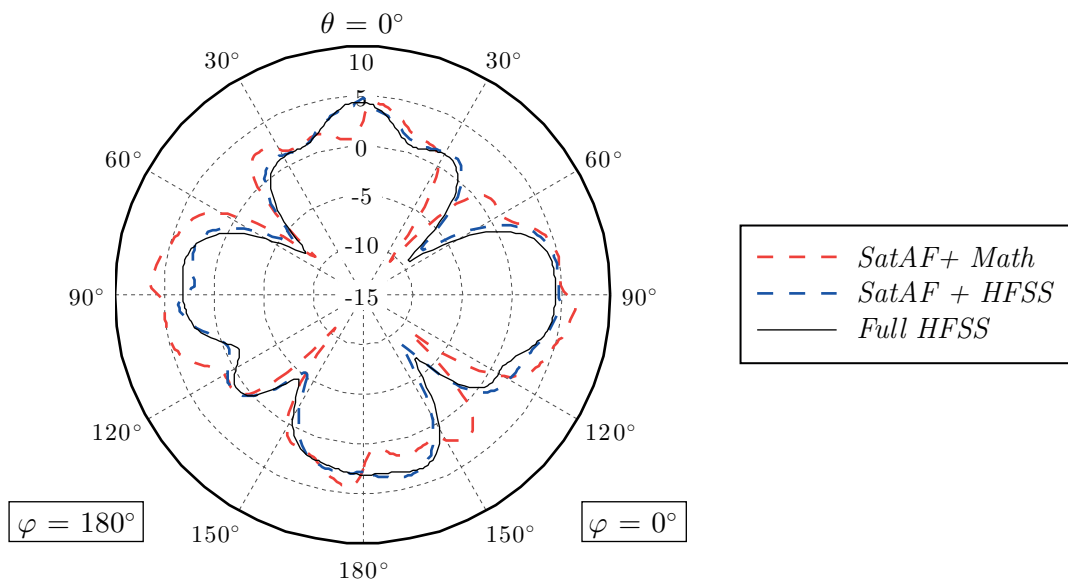 θ = 0°
30°
10
30°
5
60°
0
60°
-5
-10
90°
-15
90°
SatAF+ Math
SatAF + HFSS
Full HFSS
120°
120°
φ = 180°
150°
150°
φ = 0°
180°